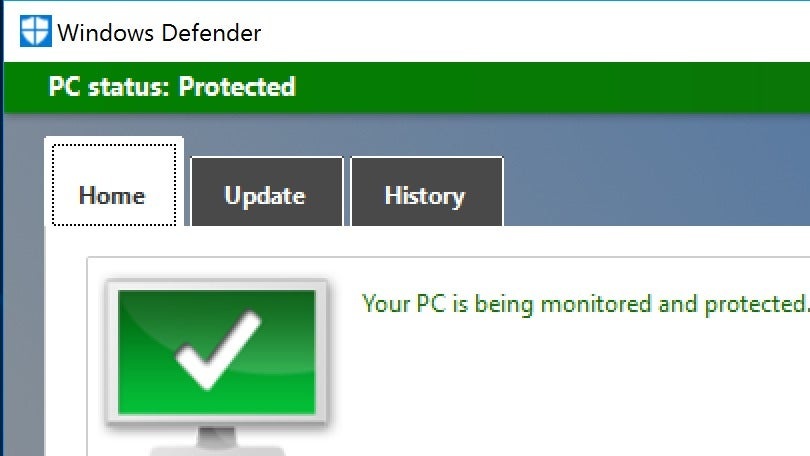 Windows Defender
PC status: Protected
Home
Update
History
Your PC is being monitored and protected.